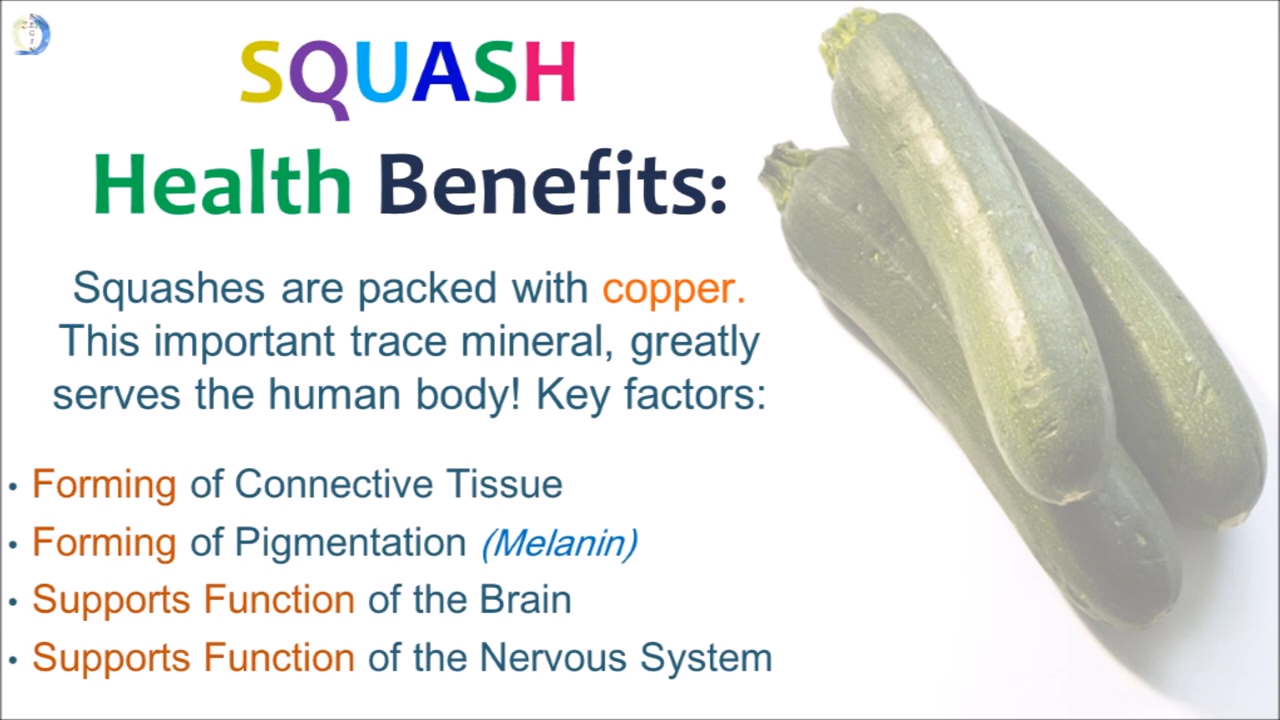 SQUASH
Health Benefits:
Squashes are packed with copper.
This important trace mineral, greatly
serves the human body! Key factors:
• Forming of Connective Tissue
• Forming of Pigmentation (Melanin)
• Supports Function of the Brain
• Supports Function of the Nervous System